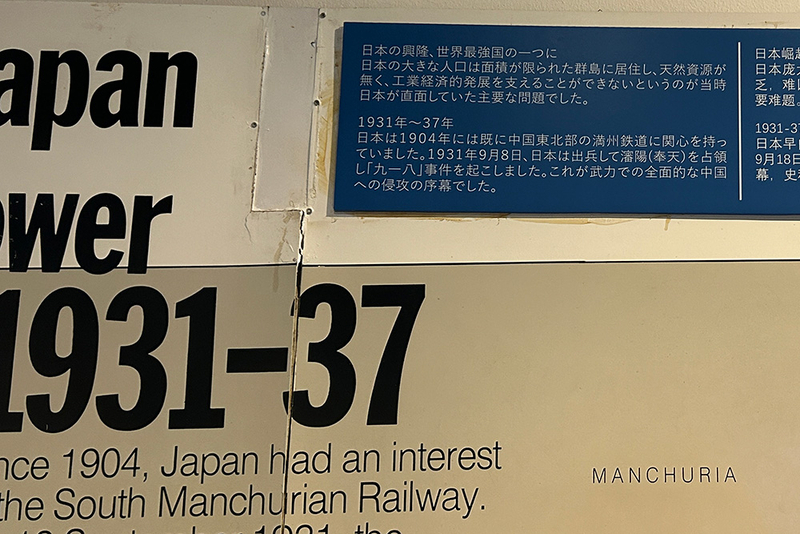 apan
ower
1931–37
nce 1904, Japan had an interest
the South Manchurian Railway.
1931, the
MANCHURIA
日本の興隆、世界最強国の一つに
日本の大きな人口は面積が限られた群島に居住し、天然資源が
無く、工業経済的発展を支えることができないというのが当時
日本が直面していた主要な問題でした。
1931年～37年
日本は1904年には既に中国東北部の満州鉄道に関心を持っ
ていました。1931年9月8日、日本は出兵して瀋陽(奉天)を占領
し「九一八」事件を起こしました。これが武力での全面的な中国
への侵攻の序幕でした。
日本崛起
日本庞大
乏，难以
要难题。
1931-37
日本早自
9月18日
幕，史称